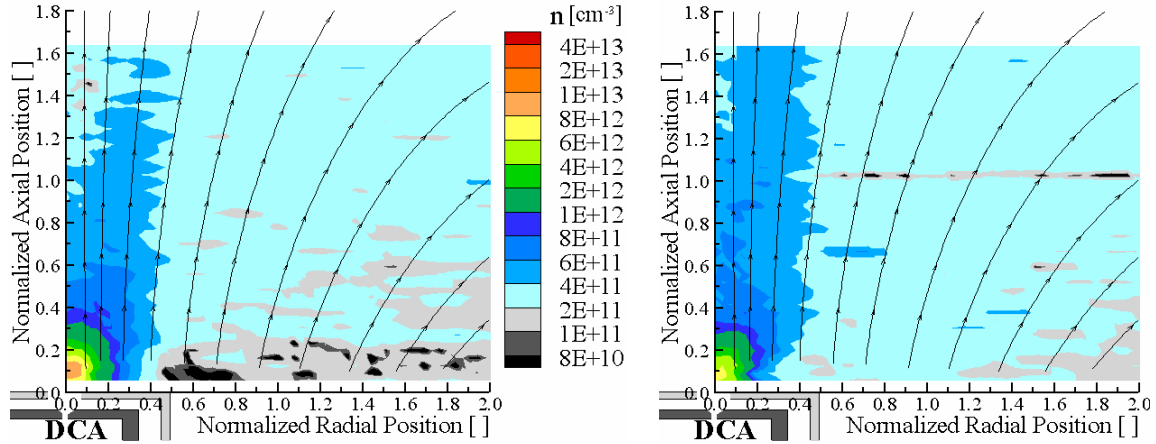 1.8
1.6
1.4
1.2
1.0
0.8
0.6
0.4
0.2
0.0
Normalized Axial Position [ ]
0.0 0.2 0.4 0.6 0.8 1.0 1.2 1.4 1.6 1.8 2.0
DCA
Normalized Radial Position [ ]
n [cm-3]
4E+13
2E+13
1E+13
8E+12
6E+12
4E+12
2E+12
1E+12
8E+11
6E+11
4E+11
2E+11
1E+11
8E+10
1.8
1.6
1.4
1.2
1.0
0.8
0.6
0.4
0.2
0.0
Normalized Axial Position [ ]
0.0 0.2 0.4 0.6 0.8 1.0 1.2 1.4 1.6 1.8 2.0
DCA
Normalized Radial Position [ ]